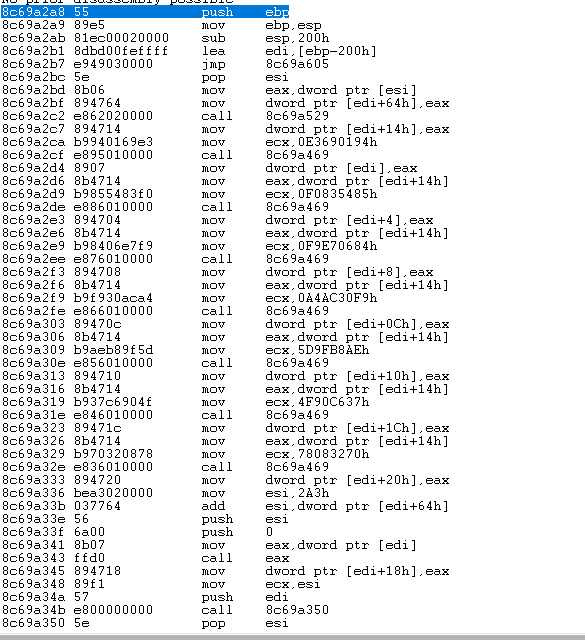 No prior disassembly possible
8c69a2a8 55 push ebp
8c69a2a9 89e5 mov ebp,esp
8c69a2ab 81ec00020000 sub esp,200h
8c69a2b1 8dbd00feffff lea edi,[ebp-200h]
8c69a2b7 e949030000 jmp 8c69a605
8c69a2bc 5e pop esi
8c69a2bd 8b06 mov eax,dword ptr [esi]
8c69a2bf 894764 mov dword ptr [edi+64h],eax
8c69a2c2 e862020000 call 8c69a529
8c69a2c7 894714 mov dword ptr [edi+14h],eax
8c69a2ca b9940169e3 mov ecx,0E3690194h
8c69a2cf e895010000 call 8c69a469
8c69a2d4 8907 mov dword ptr [edi],eax
8c69a2d6 8b4714 mov eax,dword ptr [edi+14h]
8c69a2d9 b9855483f0 mov ecx,0F0835485h
8c69a2de e886010000 call 8c69a469
8c69a2e3 894704 mov dword ptr [edi+4],eax
8c69a2e6 8b4714 mov eax,dword ptr [edi+14h]
8c69a2e9 b98406e7f9 mov ecx,0F9E70684h
8c69a2ee e876010000 call 8c69a469
8c69a2f3 894708 mov dword ptr [edi+8],eax
8c69a2f6 8b4714 mov eax,dword ptr [edi+14h]
8c69a2f9 b9f930aca4 mov ecx,0A4AC30F9h
8c69a2fe e866010000 call 8c69a469
8c69a303 89470c mov dword ptr [edi+0Ch],eax
8c69a306 8b4714 mov eax,dword ptr [edi+14h]
8c69a309 b9aeb89f5d mov ecx,5D9FB8AEh
8c69a30e e856010000 call 8c69a469
8c69a313 894710 mov dword ptr [edi+10h],eax
8c69a316 8b4714 mov eax,dword ptr [edi+14h]
8c69a319 b937c6904f mov ecx,4F90C637h
8c69a31e e846010000 call 8c69a469
8c69a323 89471c mov dword ptr [edi+1Ch],eax
8c69a326 8b4714 mov eax,dword ptr [edi+14h]
8c69a329 b970320878 mov ecx,78083270h
8c69a32e e836010000 call 8c69a469
8c69a333 894720 mov dword ptr [edi+20h],eax
8c69a336 bea3020000 mov esi,2A3h
8c69a33b 037764 add esi,dword ptr [edi+64h]
8c69a33e 56 push esi
8c69a33f 6a00 push 0
8c69a341 8b07 mov eax,dword ptr [edi]
8c69a343 ffd0 call eax
8c69a345 894718 mov dword ptr [edi+18h],eax
8c69a348 89f1 mov ecx,esi
8c69a34a 57 push edi
8c69a34b e800000000 call 8c69a350
8c69a350 5e pop esi